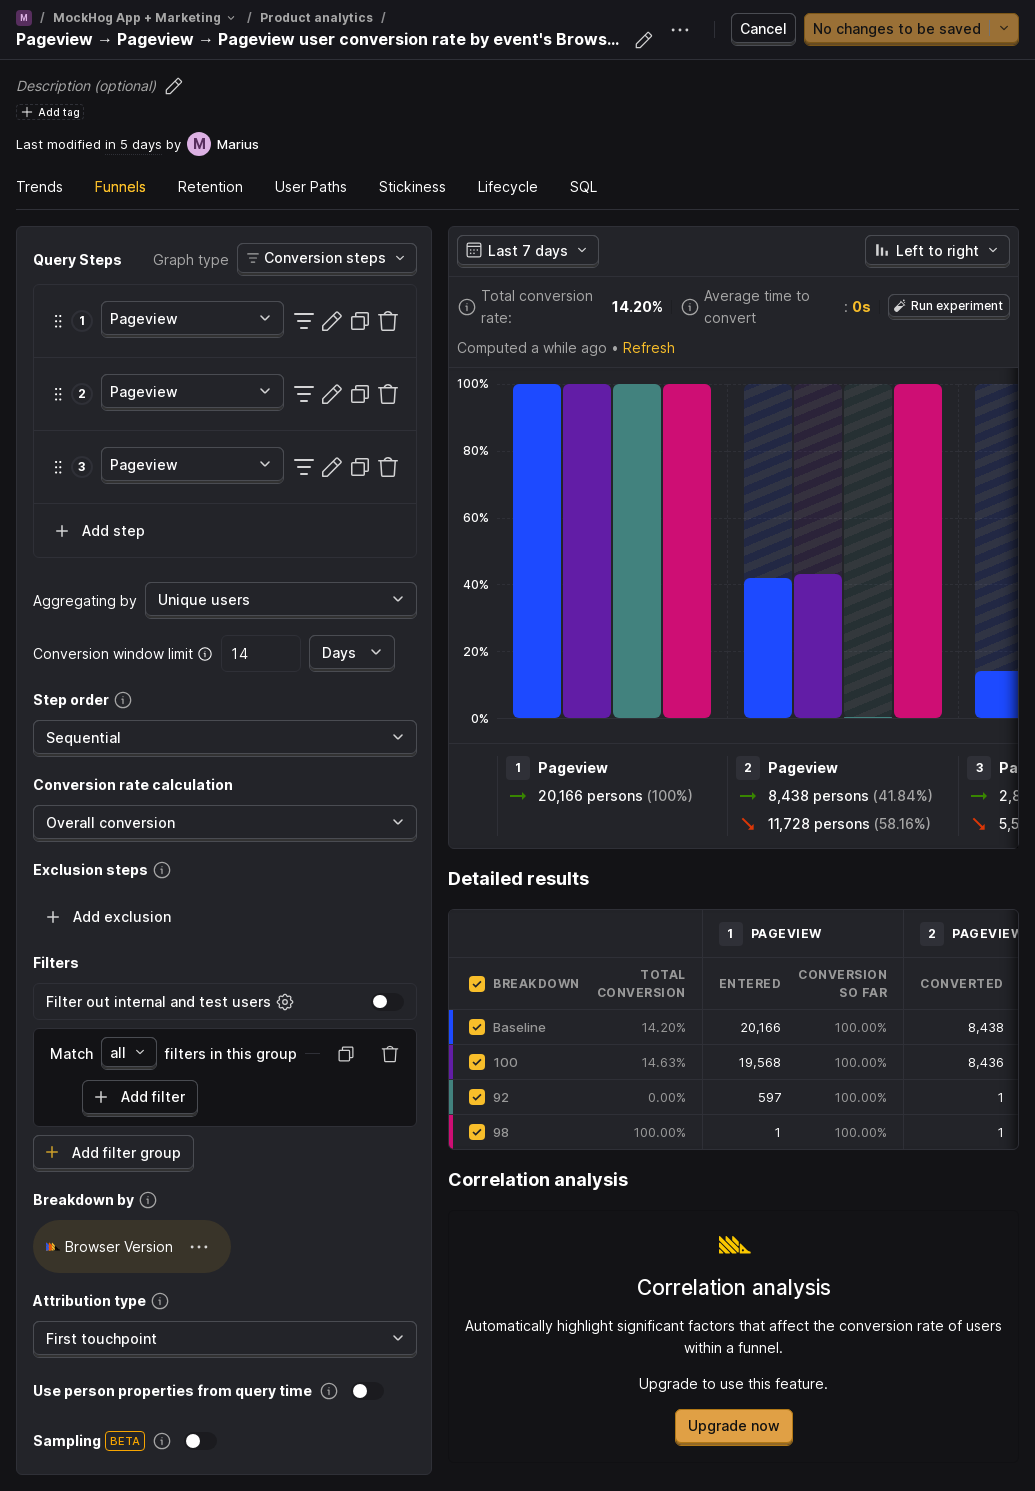 M / MockHog App + Marketing / Product analytics /
Pageview → Pageview → Pageview user conversion rate by event's Brows...
Cancel
No changes to be saved
Description (optional)
Add tag
Last modified in 5 days by M Marius
Trends Funnels Retention User Paths Stickiness Lifecycle SQL
Query Steps Graph type Conversion steps
1 Pageview
2 Pageview
3 Pageview
Add step
Aggregating by Unique users
Conversion window limit 14 Days
Step order
Sequential
Conversion rate calculation
Overall conversion
Exclusion steps
Add exclusion
Filters
Filter out internal and test users
Match all filters in this group
Add filter
Add filter group
Breakdown by
Browser Version
Attribution type
First touchpoint
Use person properties from query time
Sampling BETA
Last 7 days Left to right
Total conversion rate: 14.20% Average time to convert : 0s Run experiment
Computed a while ago • Refresh
100%
80%
60%
40%
20%
0%
1 Pageview
20,166 persons (100%)
2 Pageview
8,438 persons (41.84%)
11,728 persons (58.16%)
3 Pa
2,8
5,5
Detailed results
1 PAGEVIEW 2 PAGEVIEW
BREAKDOWN TOTAL CONVERSION ENTERED CONVERSION SO FAR CONVERTED
Baseline 14.20% 20,166 100.00% 8,438
100 14.63% 19,568 100.00% 8,436
92 0.00% 597 100.00% 1
98 100.00% 1 100.00% 1
Correlation analysis
Correlation analysis
Automatically highlight significant factors that affect the conversion rate of users
within a funnel.
Upgrade to use this feature.
Upgrade now